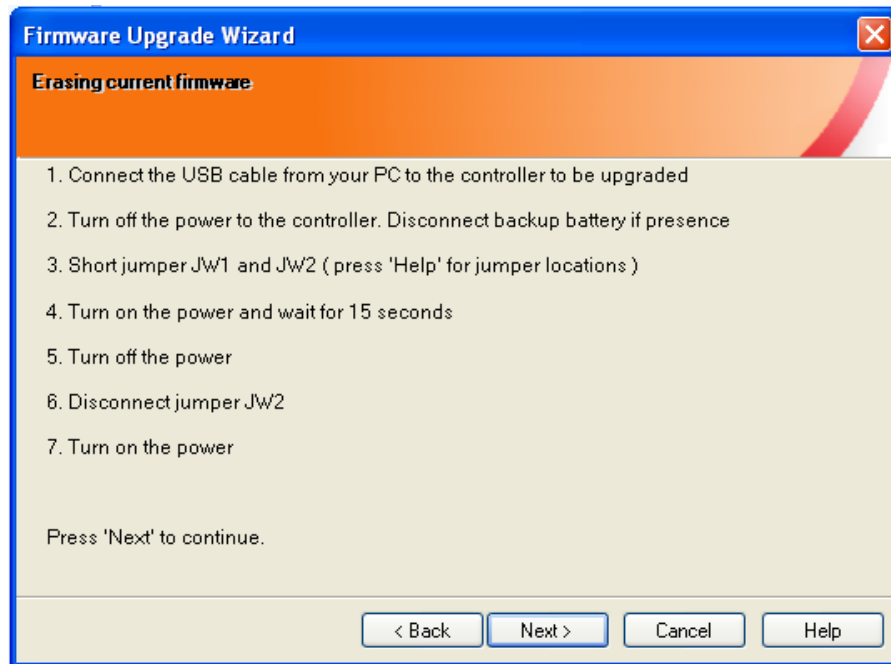 Firmware Upgrade Wizard
Erasing current firmware
1. Connect the USB cable from your PC to the controller to be upgraded
2. Turn off the power to the controller. Disconnect backup battery if presence
3. Short jumper JW1 and JW2 ( press 'Help' for jumper locations )
4. Turn on the power and wait for 15 seconds
5. Turn off the power
6. Disconnect jumper JW2
7. Turn on the power
Press 'Next' to continue.
< Back Next > Cancel Help